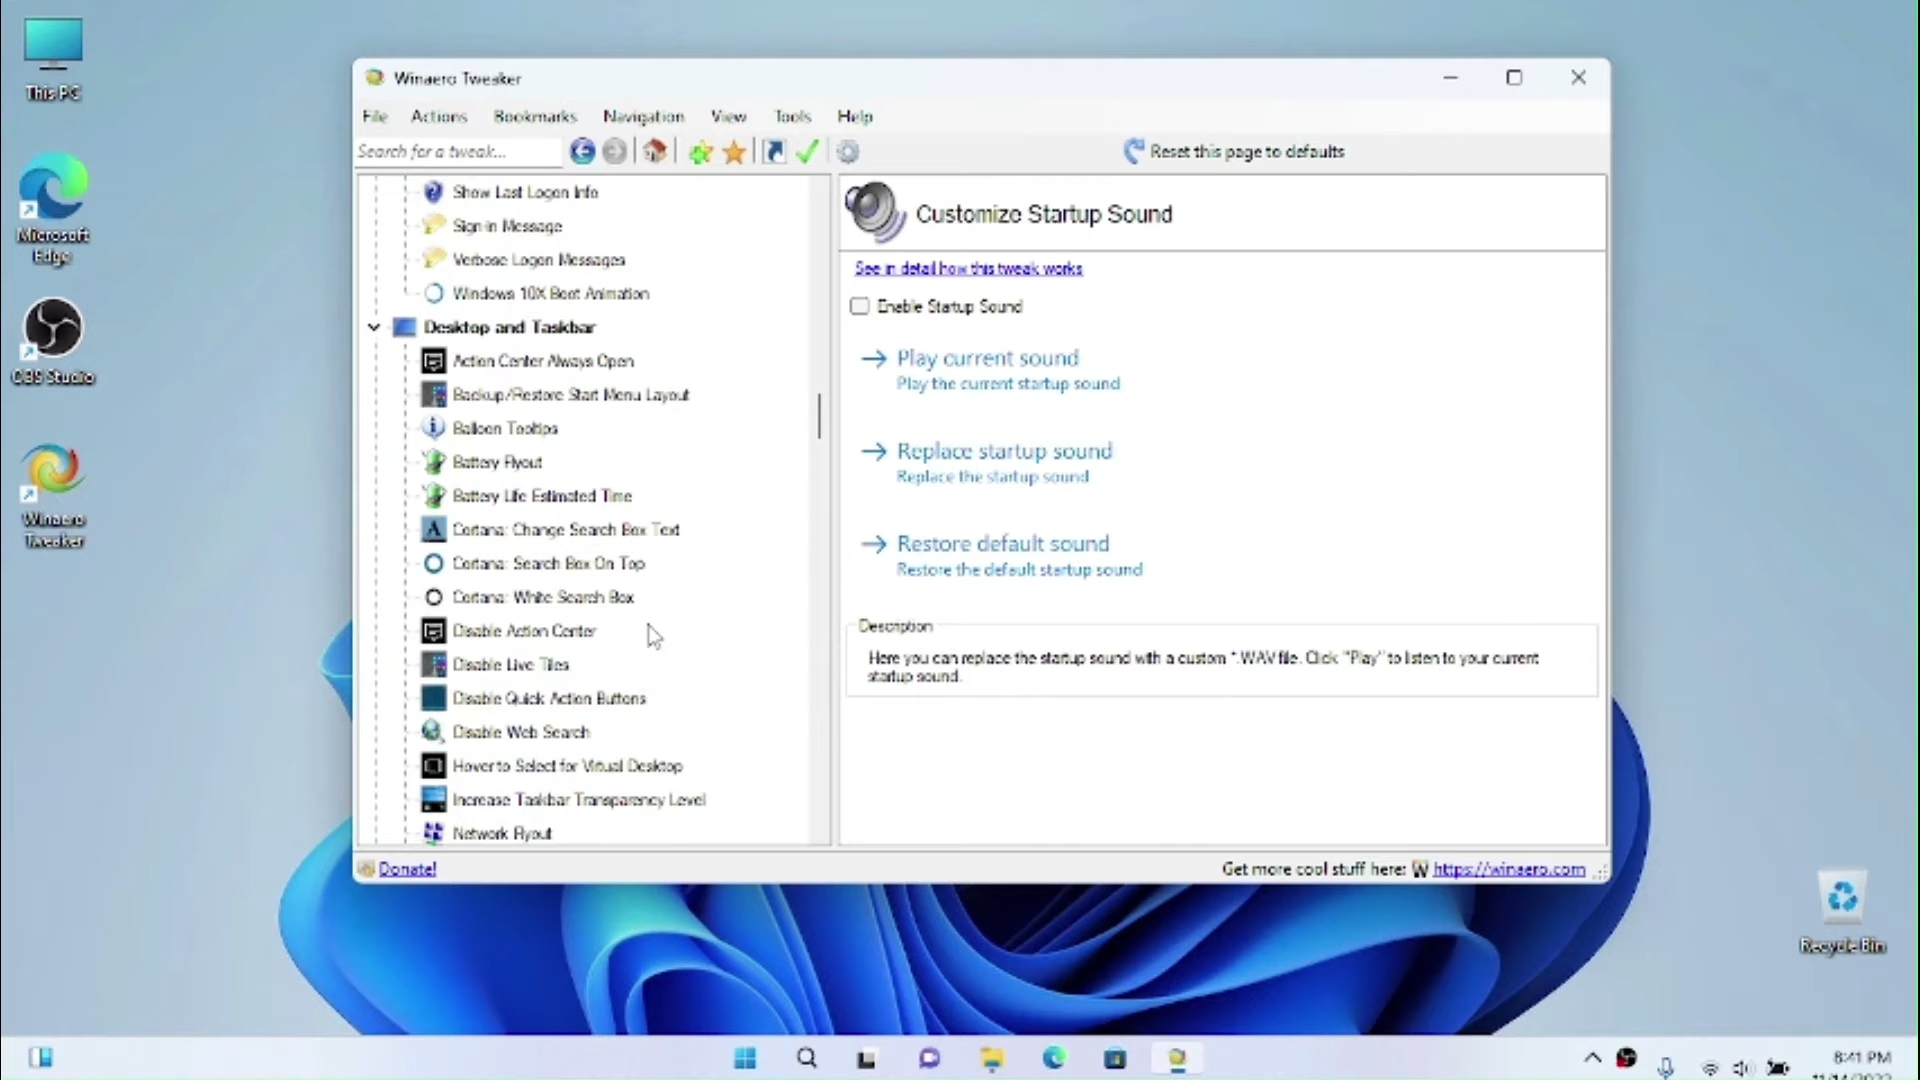 This PC
Microsoft
Edge
OBS Studio
Winaero
Tweaker
Winaero Tweaker
File Actions Bookmarks Navigation View Tools Help
Search for a tweak...
Reset this page to defaults
Show Last Logon Info
Sign-in Message
Verbose Logon Messages
Windows 10X Boot Animation
Desktop and Taskbar
Action Center Always Open
Backup/Restore Start Menu Layout
Balloon Tooltips
Battery Flyout
Battery Life Estimated Time
Cortana: Change Search Box Text
Cortana: Search Box On Top
Cortana: White Search Box
Disable Action Center
Disable Live Tiles
Disable Quick Action Buttons
Disable Web Search
Hover to Select for Virtual Desktop
Increase Taskbar Transparency Level
Network Flyout
Customize Startup Sound
See in detail how this tweak works
Enable Startup Sound
Play current sound
Play the current startup sound
Replace startup sound
Replace the startup sound
Restore default sound
Restore the default startup sound
Description
Here you can replace the startup sound with a custom *.WAV file. Click "Play" to listen to your current
startup sound.
Donate!
Get more cool stuff here: W https://winaero.com
Recycle Bin
8:41 PM